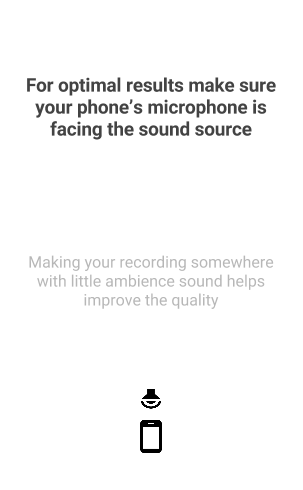 For optimal results make sure
your phone's microphone is
facing the sound source
Making your recording somewhere
with little ambience sound helps
improve the quality